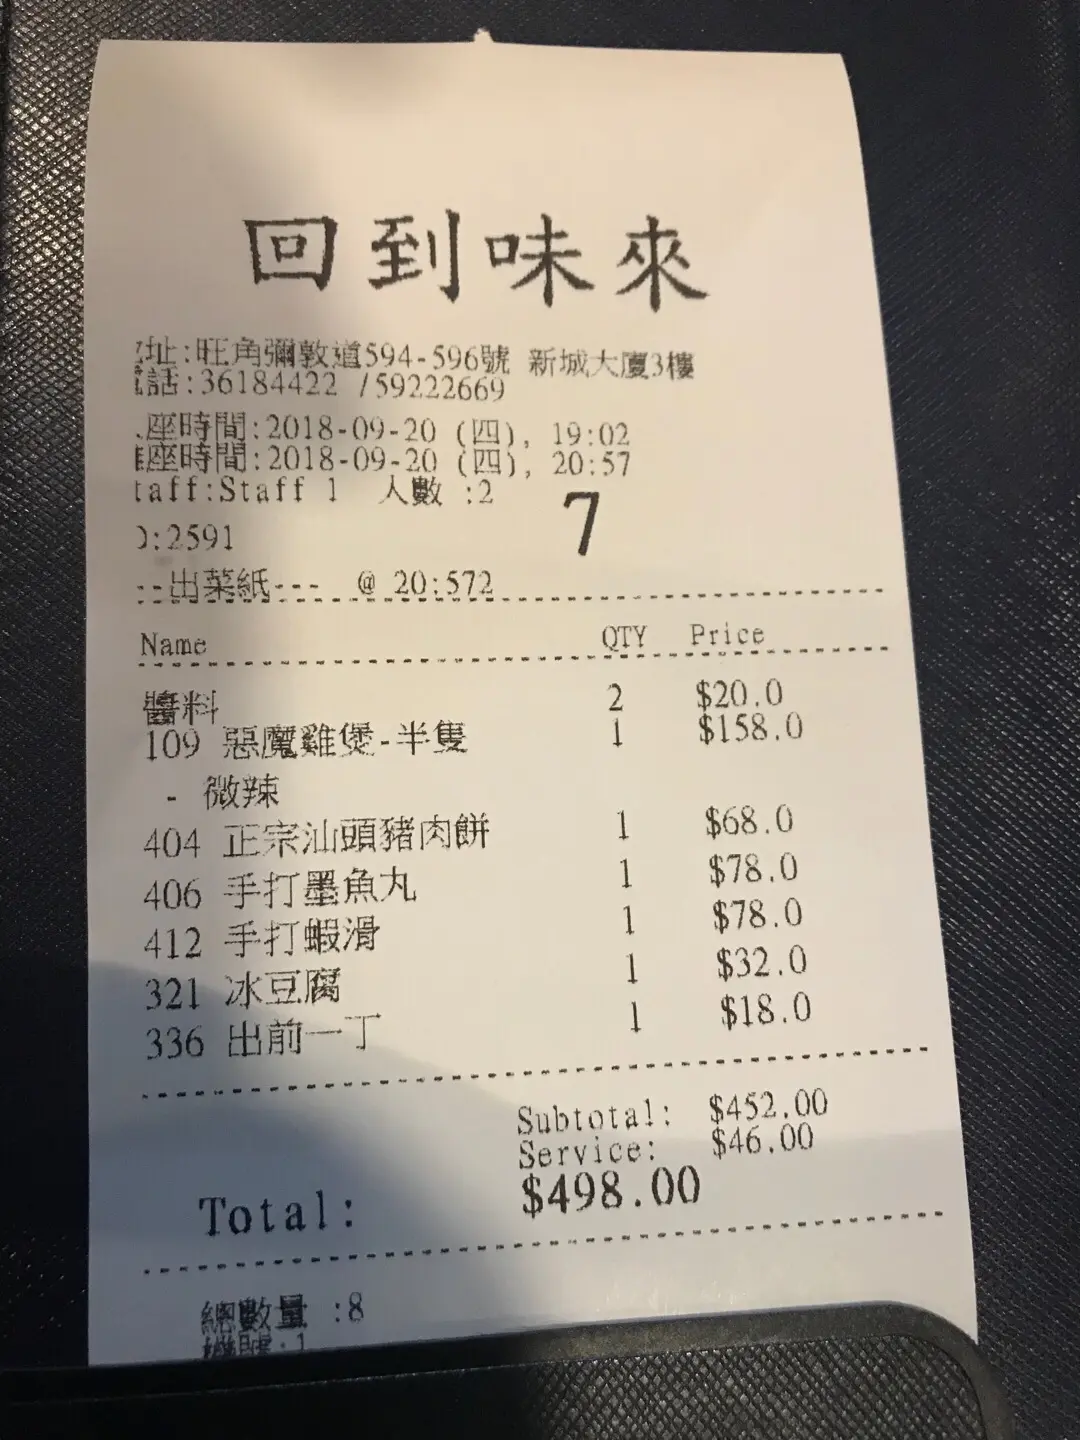 回到味來
址:旺角彌敦道594-596號 新城大廈3樓
話:36184422 /59222669
座時間:2018-09-20 (四), 19:02
座時間:2018-09-20 (四), 20:57
taff:Staff 1 人數 :2
7
:2591
--出菜紙--- @ 20:572
Name QTY Price
醬料 2 $20.0
109 惡魔雞煲-半隻 1 $158.0
- 微辣
404 正宗汕頭豬肉餅 1 $68.0
406 手打墨魚丸 1 $78.0
412 手打蝦滑 1 $78.0
321 冰豆腐 1 $32.0
336 出前一丁 1 $18.0
Subtotal: $452.00
Service: $46.00
Total: $498.00
總數量 :8